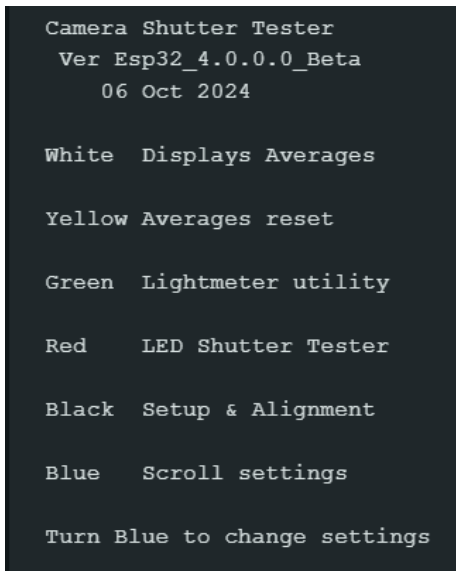 Camera Shutter Tester
Ver Esp32_4.0.0.0_Beta
06 Oct 2024
White Displays Averages
Yellow Averages reset
Green Lightmeter utility
Red LED Shutter Tester
Black Setup & Alignment
Blue Scroll settings
Turn Blue to change settings